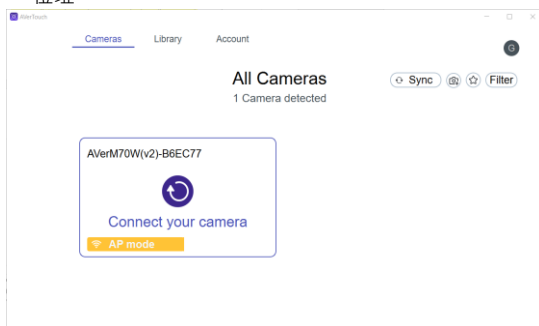 AVerTouch
Cameras Library Account
G
All Cameras
1 Camera detected
Sync Filter
AVerM70W(v2)-B6EC77
Connect your camera
AP mode